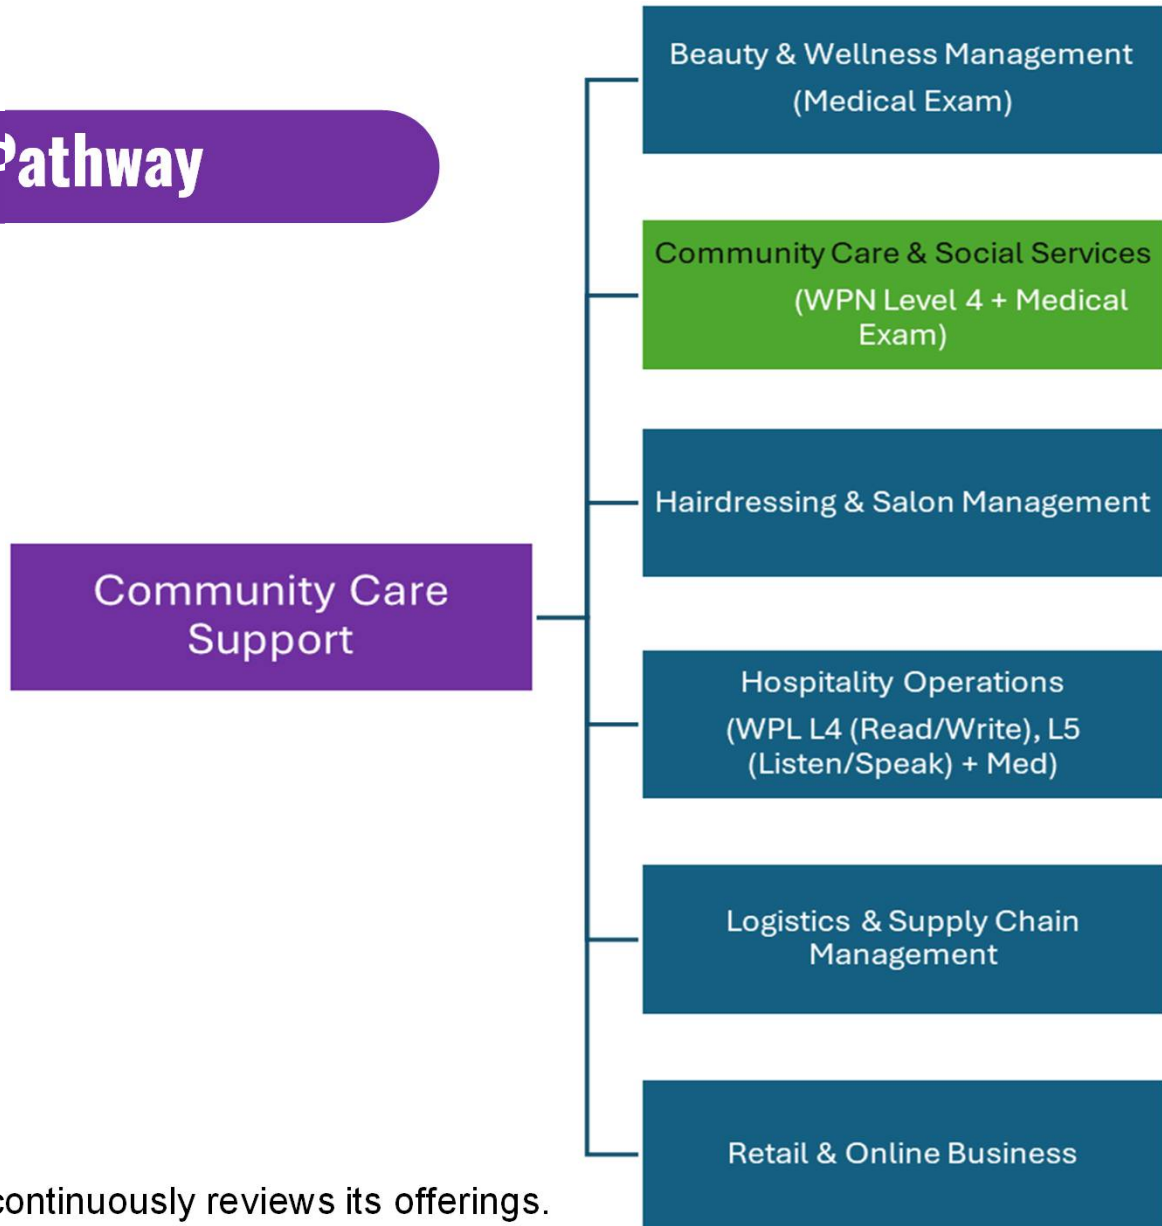 Pathway
Beauty & Wellness Management
(Medical Exam)
Community Care & Social Services
(WPN Level 4 + Medical
Exam)
Hairdressing & Salon Management
Community Care
Support
Hospitality Operations
(WPL L4 (Read/Write), L5
(Listen/Speak) + Med)
Logistics & Supply Chain
Management
Retail & Online Business
continuously reviews its offerings.